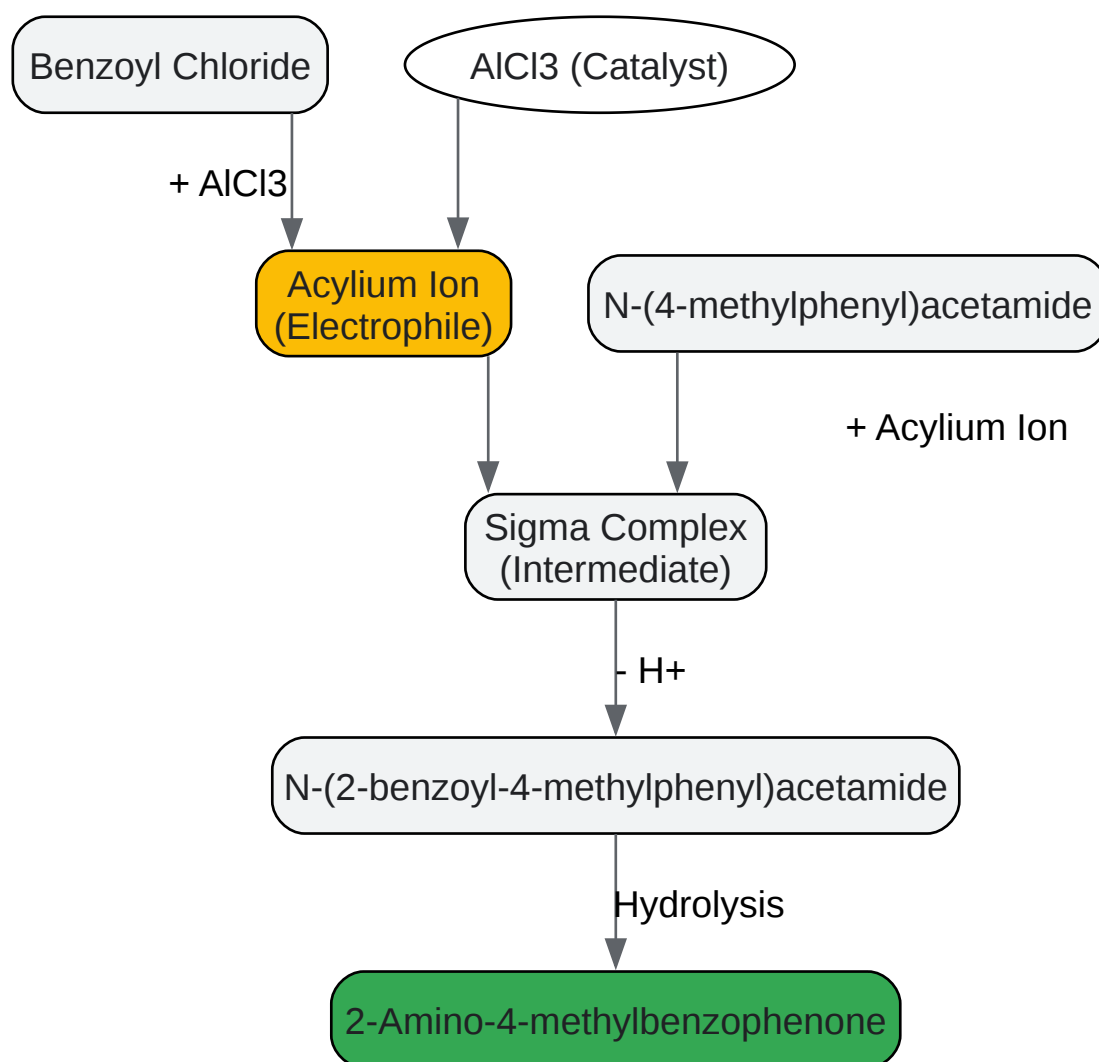 Benzoyl Chloride
AlCl3 (Catalyst)
+ AlCl3
Acylium Ion
(Electrophile)
N-(4-methylphenyl)acetamide
+ Acylium Ion
Sigma Complex
(Intermediate)
- H+
N-(2-benzoyl-4-methylphenyl)acetamide
Hydrolysis
2-Amino-4-methylbenzophenone